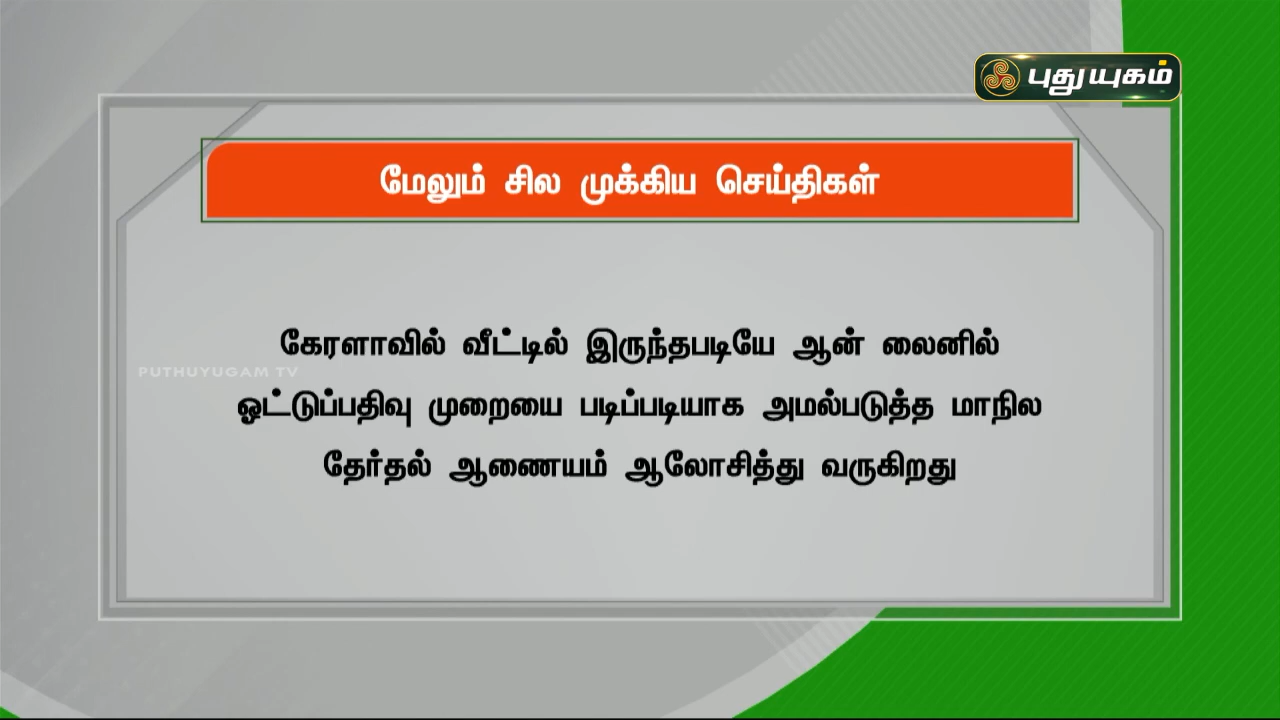 புதுயுகம்
மேலும் சில முக்கிய செய்திகள்
கேரளாவில் வீட்டில் இருந்தபடியே ஆன் லைனில்
PUTHUYUGAM TV
ஓட்டுப்பதிவு முறையை படிப்படியாக அமல்படுத்த மாநில
தேர்தல் ஆணையம் ஆலோசித்து வருகிறது